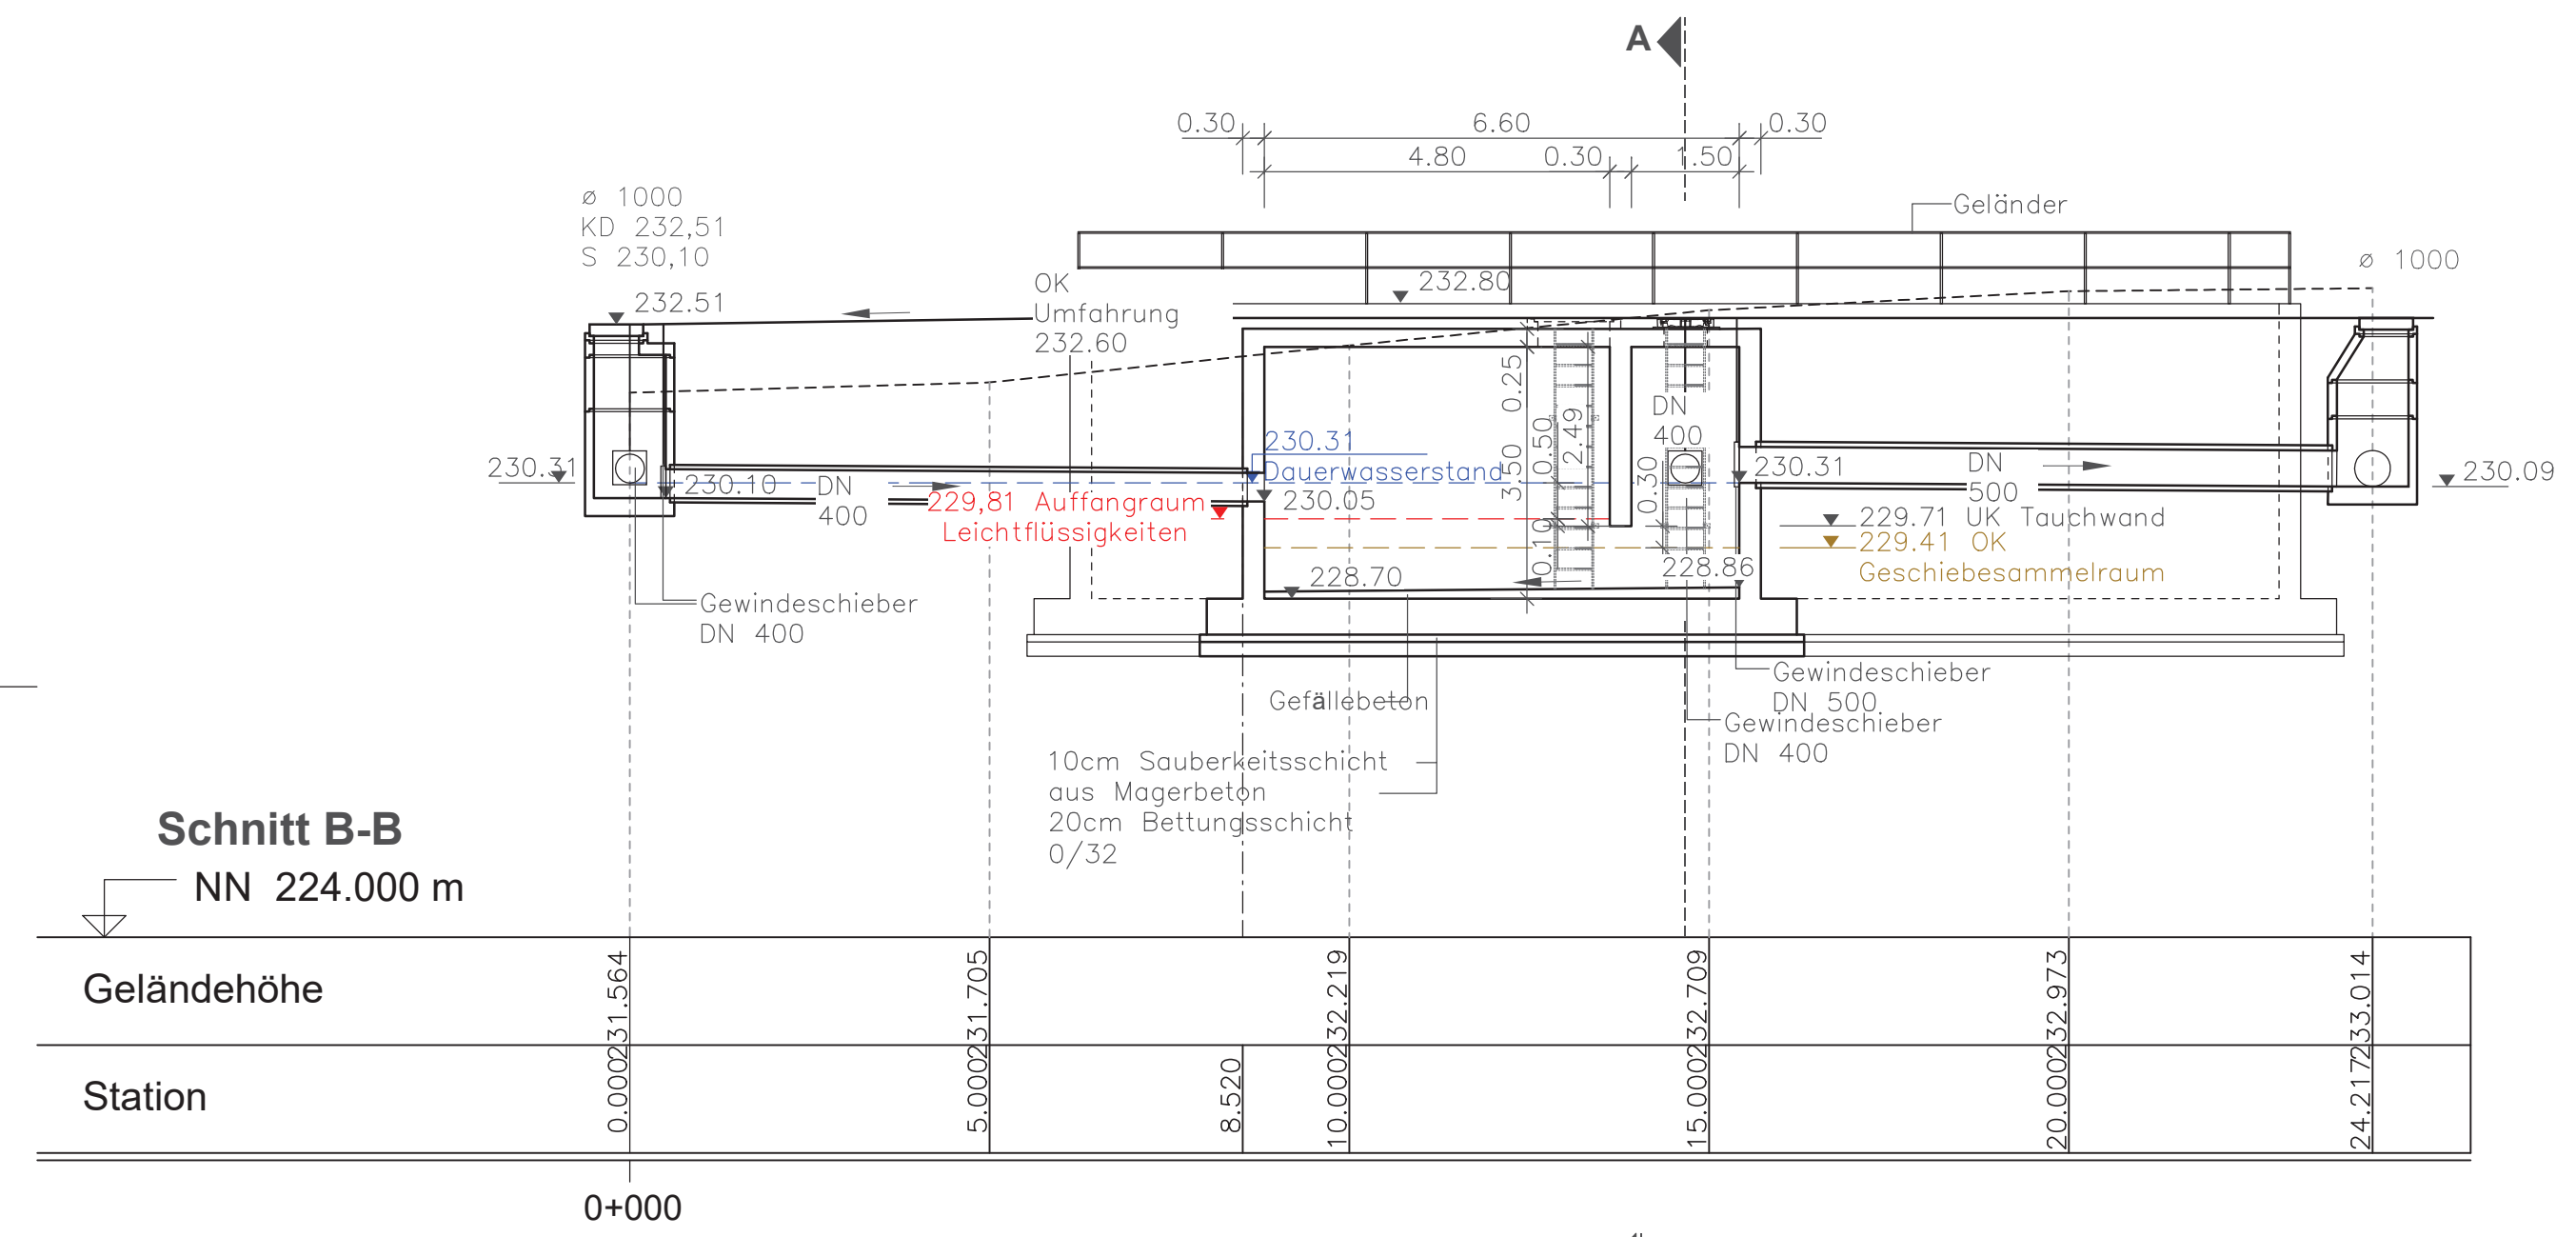 A
0.30
6.60
0.30
4.80
0.30
1.50
ø 1000
KD 232,51
S 230,10
Geländer
ø 1000
232.51
OK
Umfahrung
232.60
232.80
0.25
3.50
0.50
2.49
0.10
0.30
DN
400
230.31
Dauerwasserstand
230.31
230.10
DN
400
229,81 Auffangraum
Leichtflüssigkeiten
230.05
230.31
DN
500
230.09
229.71 UK Tauchwand
229.41 OK
Geschiebesammelraum
228.70
228.86
Gewindeschieber
DN 400
Gewindeschieber
DN 500
Gewindeschieber
DN 400
Gefällebeton
10cm Sauberkeitsschicht
aus Magerbeton
20cm Bettungsschicht
0/32
Schnitt B-B
NN 224.000 m
Geländehöhe
231.564
231.705
232.219
232.709
232.973
233.014
Station
0.000
5.000
8.520
10.000
15.000
20.000
24.217
0+000